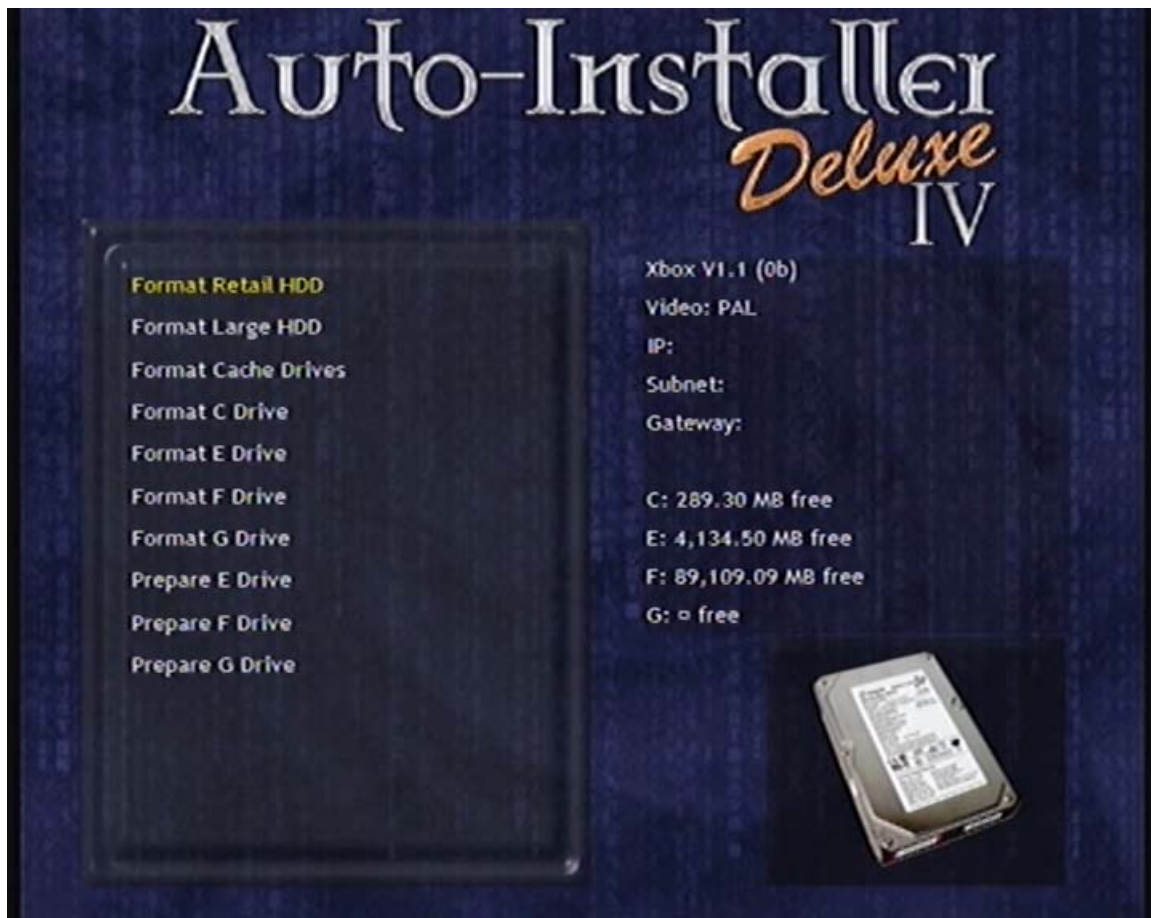 Auto-Installer
Deluxe
IV
Format Retail HDD
Format Large HDD
Format Cache Drives
Format C Drive
Format E Drive
Format F Drive
Format G Drive
Prepare E Drive
Prepare F Drive
Prepare G Drive
Xbox V1.1 (0b)
Video: PAL
IP:
Subnet:
Gateway:
C: 289.30 MB free
E: 4,134.50 MB free
F: 89,109.09 MB free
G: ¤ free